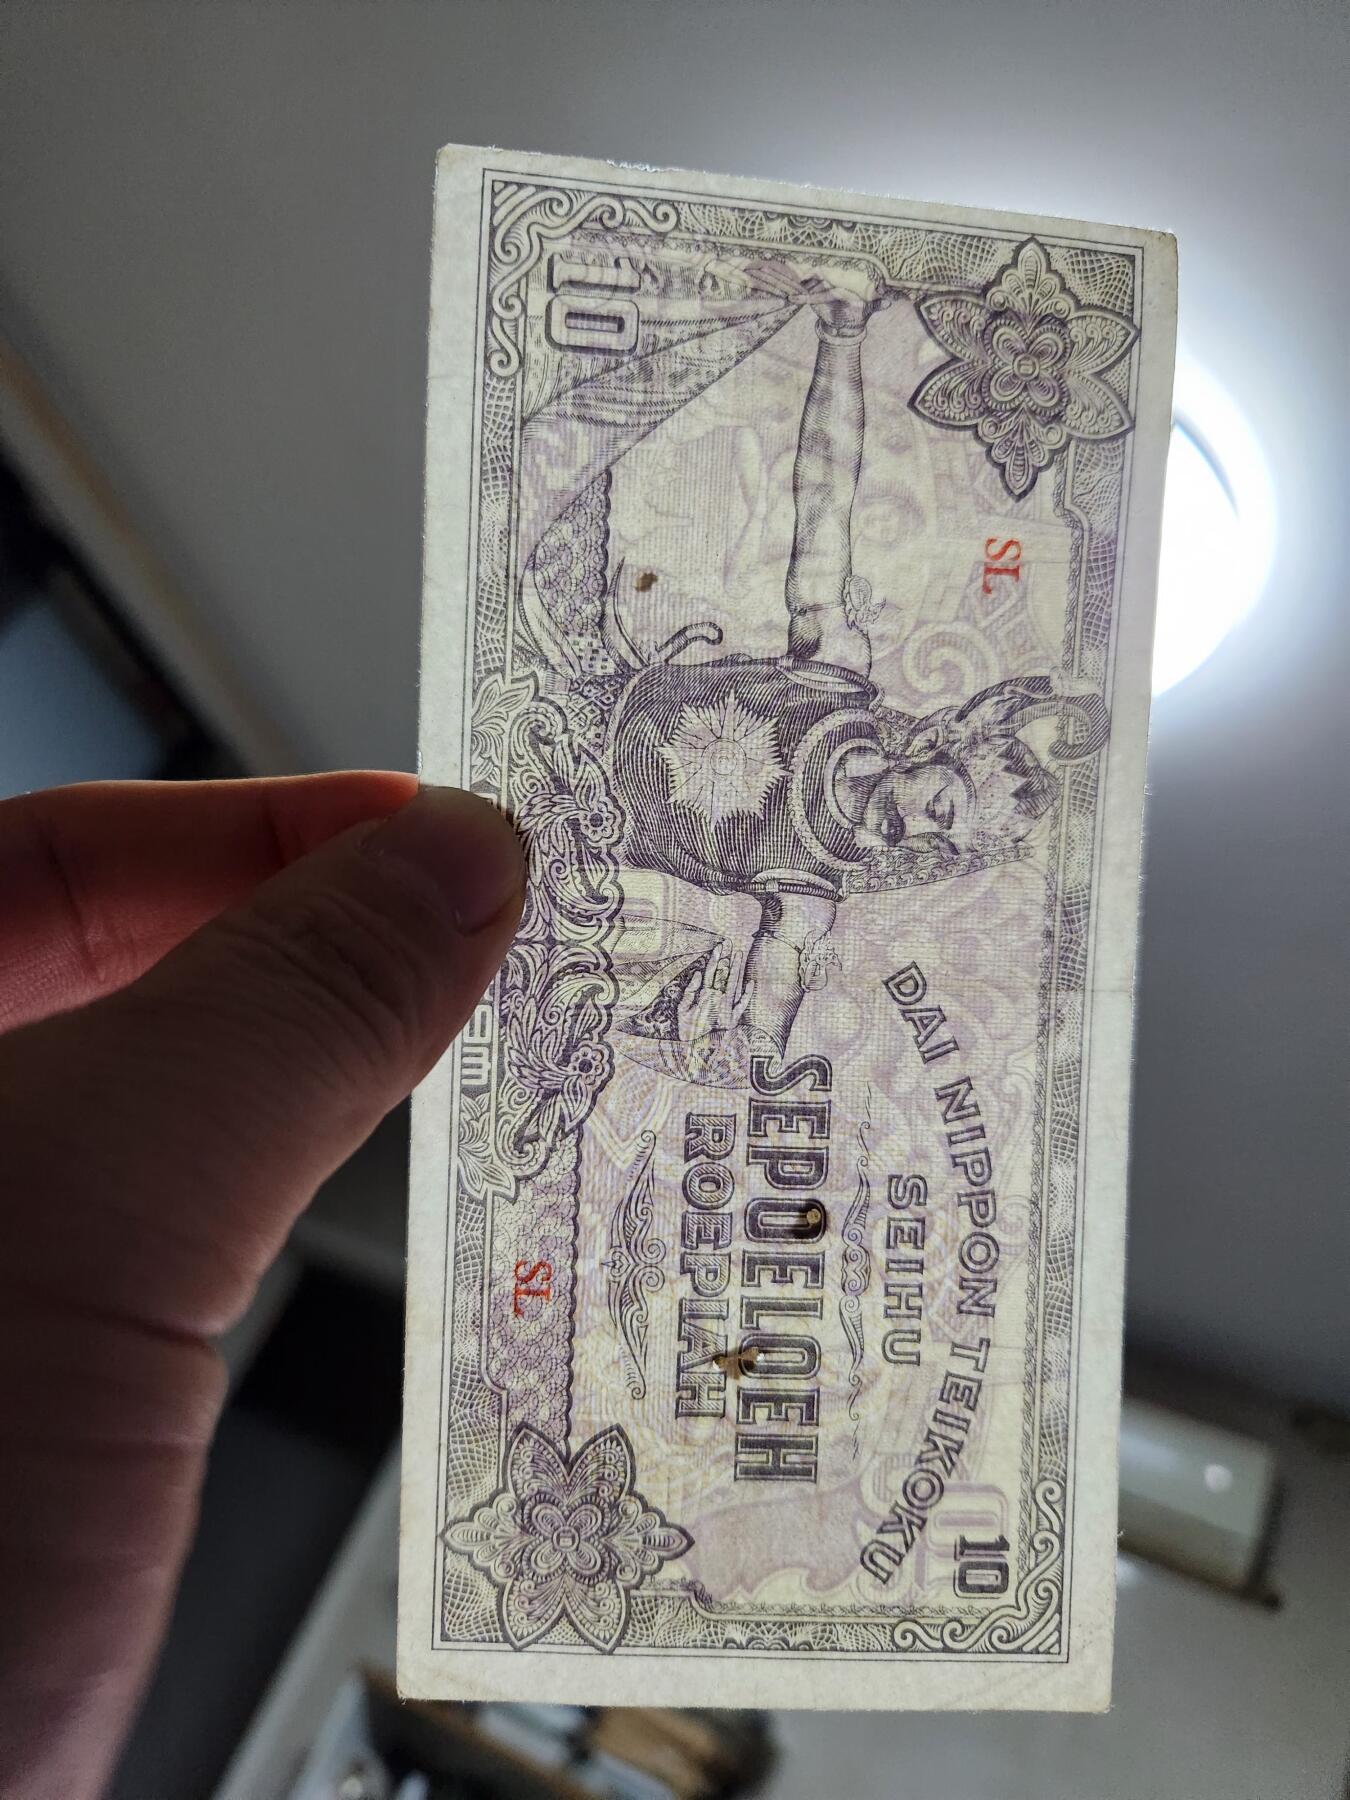 10
SL
DAI NIPPON TEIKOKU
SEIHU
SEPOELOEH
ROEPIAH
SL
10